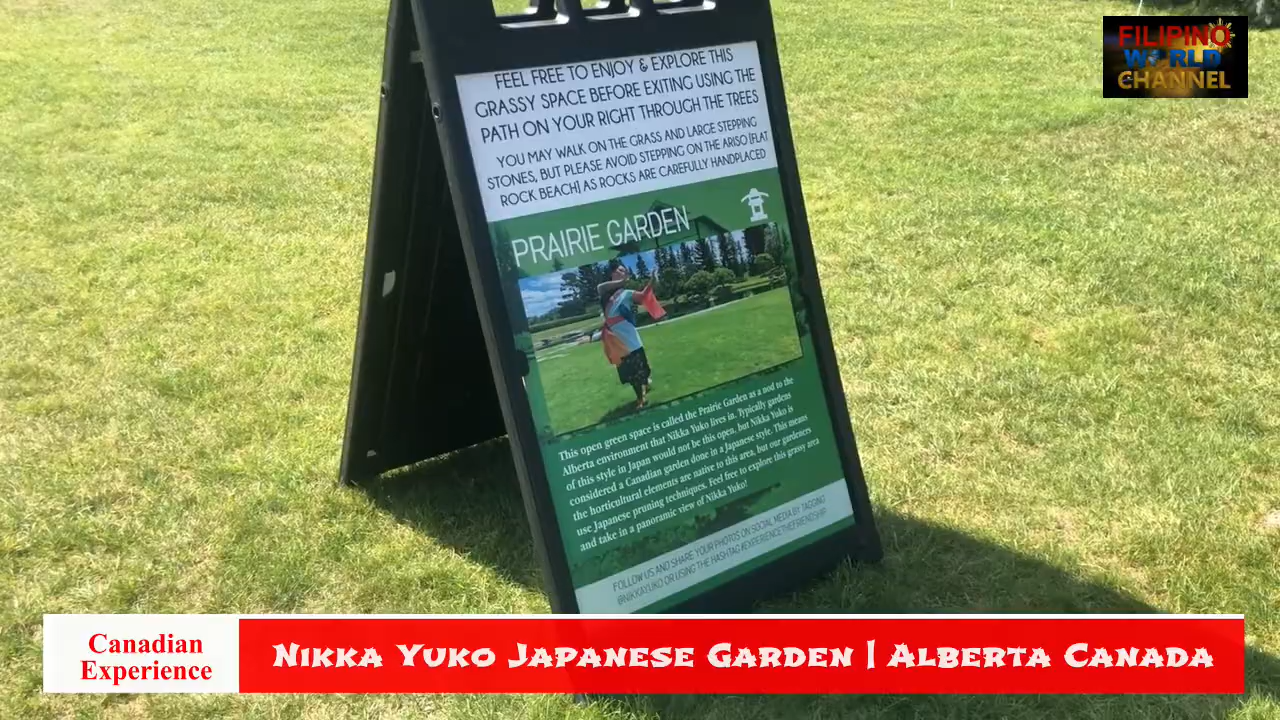 FILIPINO
WORLD
CHANNEL
FEEL FREE TO ENJOY & EXPLORE THIS
GRASSY SPACE BEFORE EXITING USING THE
PATH ON YOUR RIGHT THROUGH THE TREES
YOU MAY WALK ON THE GRASS AND LARGE STEPPING
STONES, BUT PLEASE AVOID STEPPING ON THE ARISO (FLAT
ROCK BEACH) AS ROCKS ARE CAREFULLY HANDPLACED
PRAIRIE GARDEN
This open green space is called the Prairie Garden as a nod to the
Alberta environment that Nikka Yuko lives in. Typically gardens
of this style in Japan would not be this open, but Nikka Yuko is
considered a Canadian garden done in a Japanese style. This means
the horticultural elements are native to this area, but our gardeners
use Japanese pruning techniques. Feel free to explore this grassy area
and take in a panoramic view of Nikka Yuko!
FOLLOW US AND SHARE YOUR PHOTOS ON SOCIAL MEDIA BY TAGGING
@NIKKAYUKO OR USING THE HASHTAG #EXPERIENCETHEFRIENDSHIP
Canadian
Experience
NIKKA YUKO JAPANESE GARDEN | ALBERTA CANADA